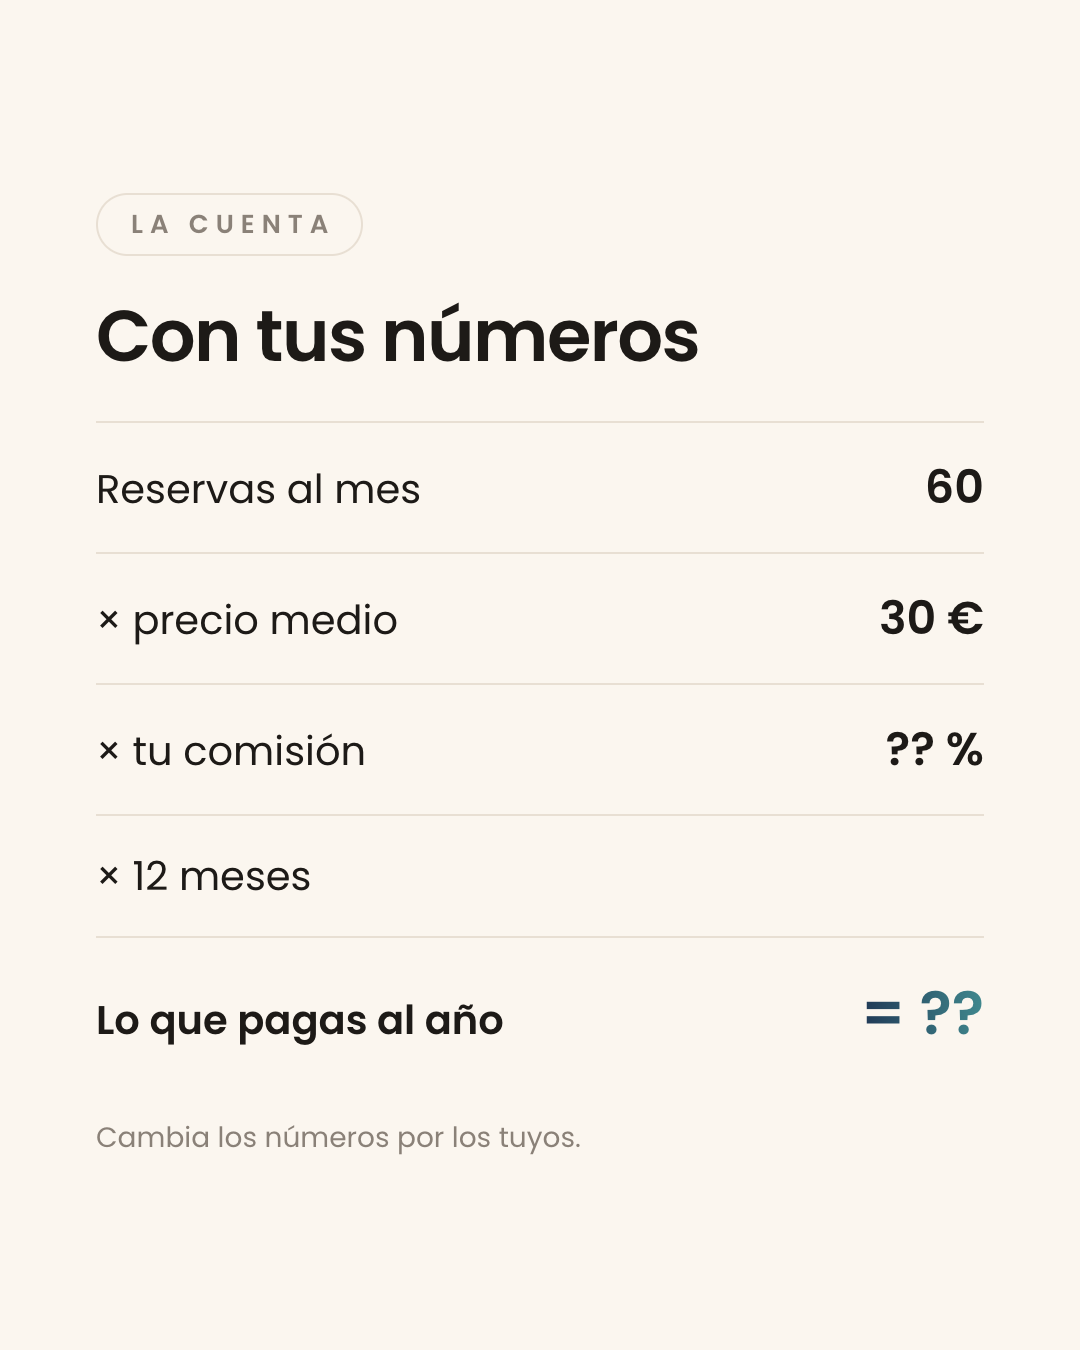 LA CUENTA
Con tus números
Reservas al mes 60
× precio medio 30 €
× tu comisión ?? %
× 12 meses
Lo que pagas al año = ??
Cambia los números por los tuyos.